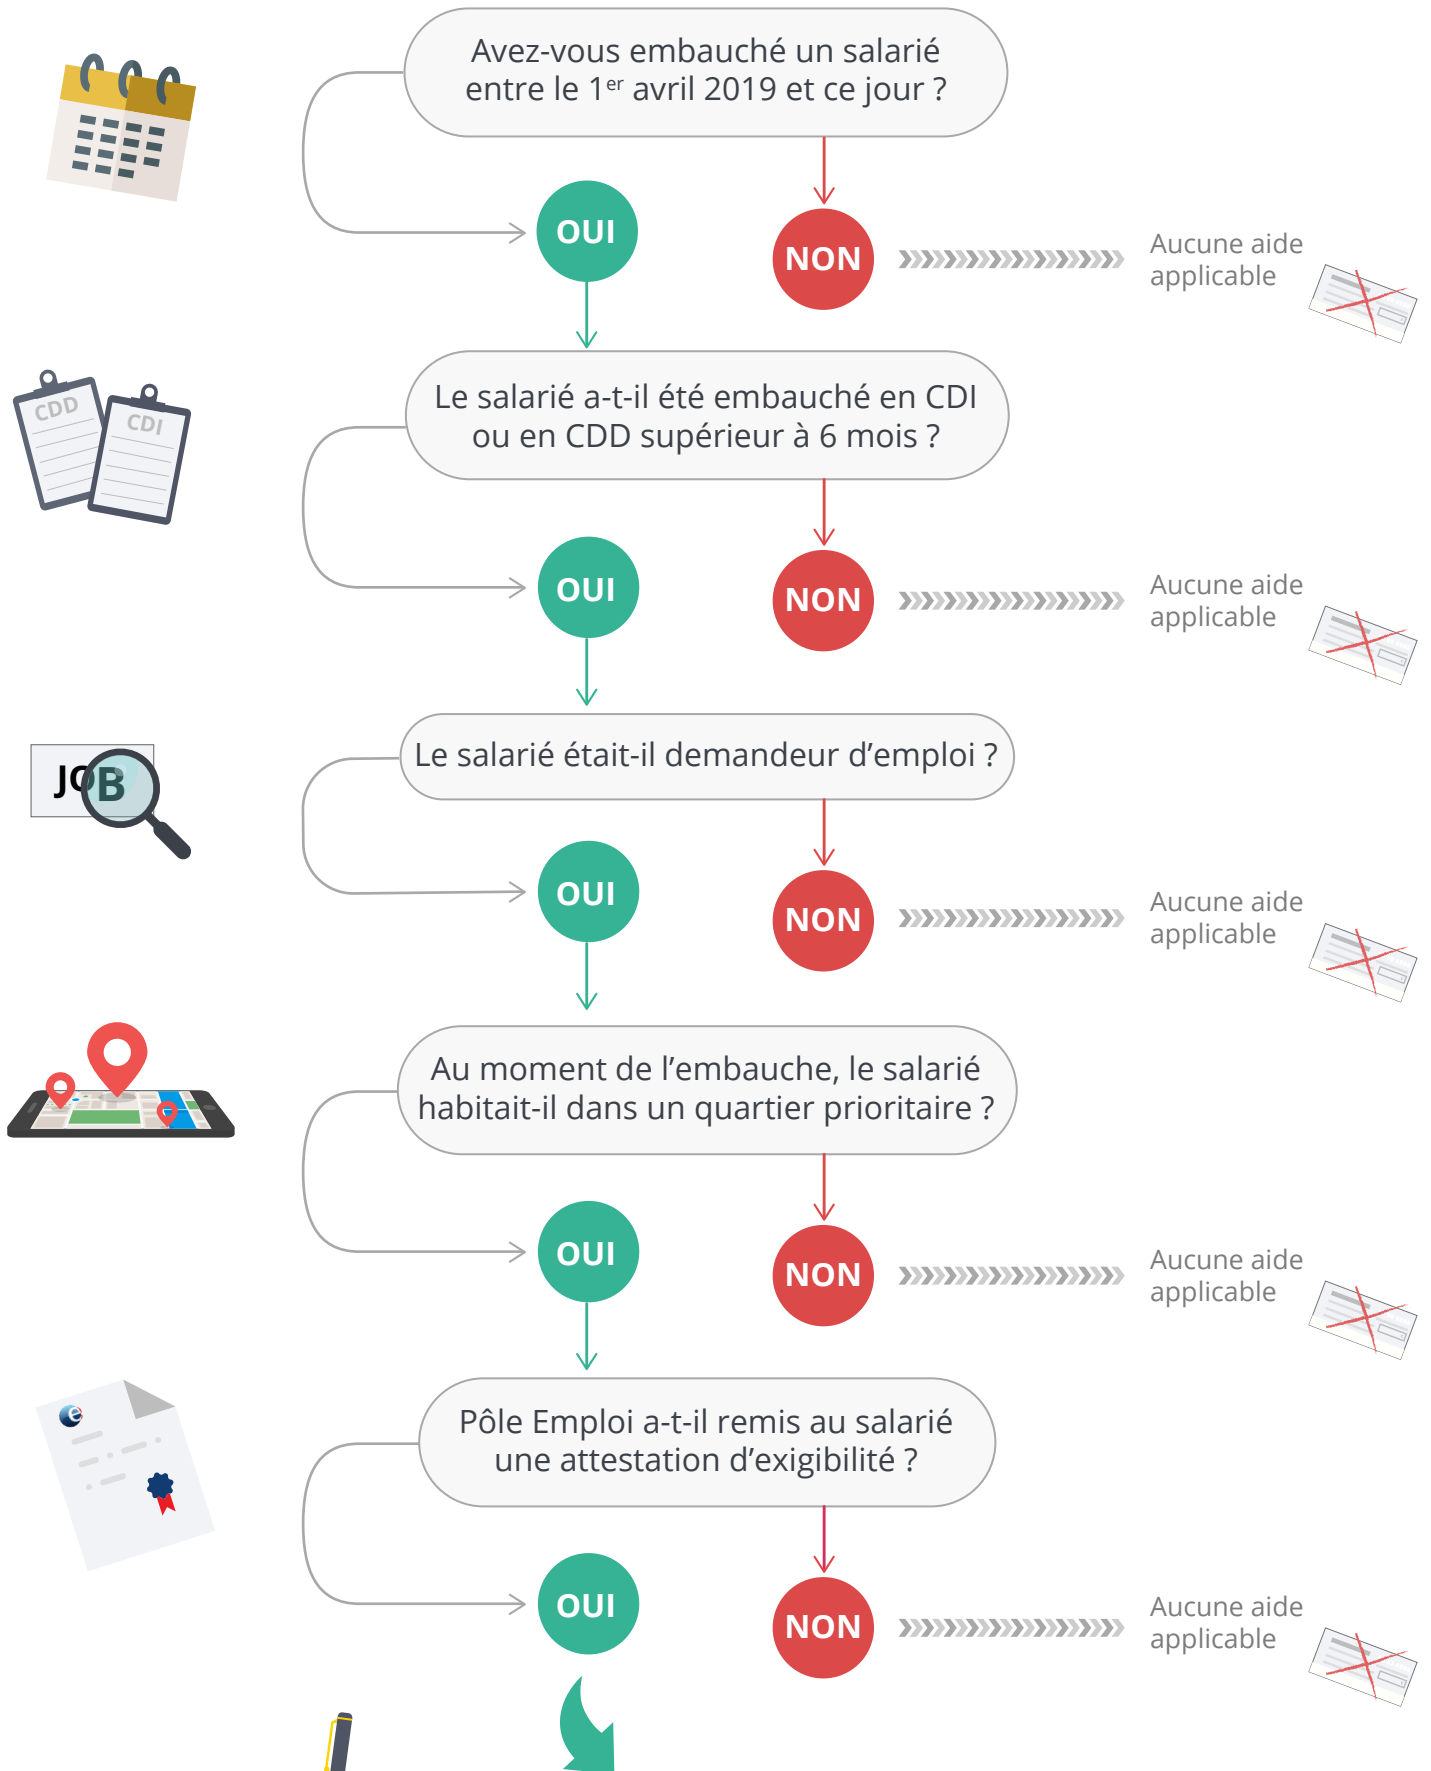 Avez-vous embauché un salarié
entre le 1er avril 2019 et ce jour ?
OUI
NON
Aucune aide
applicable
CDD
CDI
Le salarié a-t-il été embauché en CDI
ou en CDD supérieur à 6 mois ?
OUI
NON
Aucune aide
applicable
JOB
Le salarié était-il demandeur d’emploi ?
OUI
NON
Aucune aide
applicable
Au moment de l’embauche, le salarié
habitait-il dans un quartier prioritaire ?
OUI
NON
Aucune aide
applicable
e
Pôle Emploi a-t-il remis au salarié
une attestation d’exigibilité ?
OUI
NON
Aucune aide
applicable